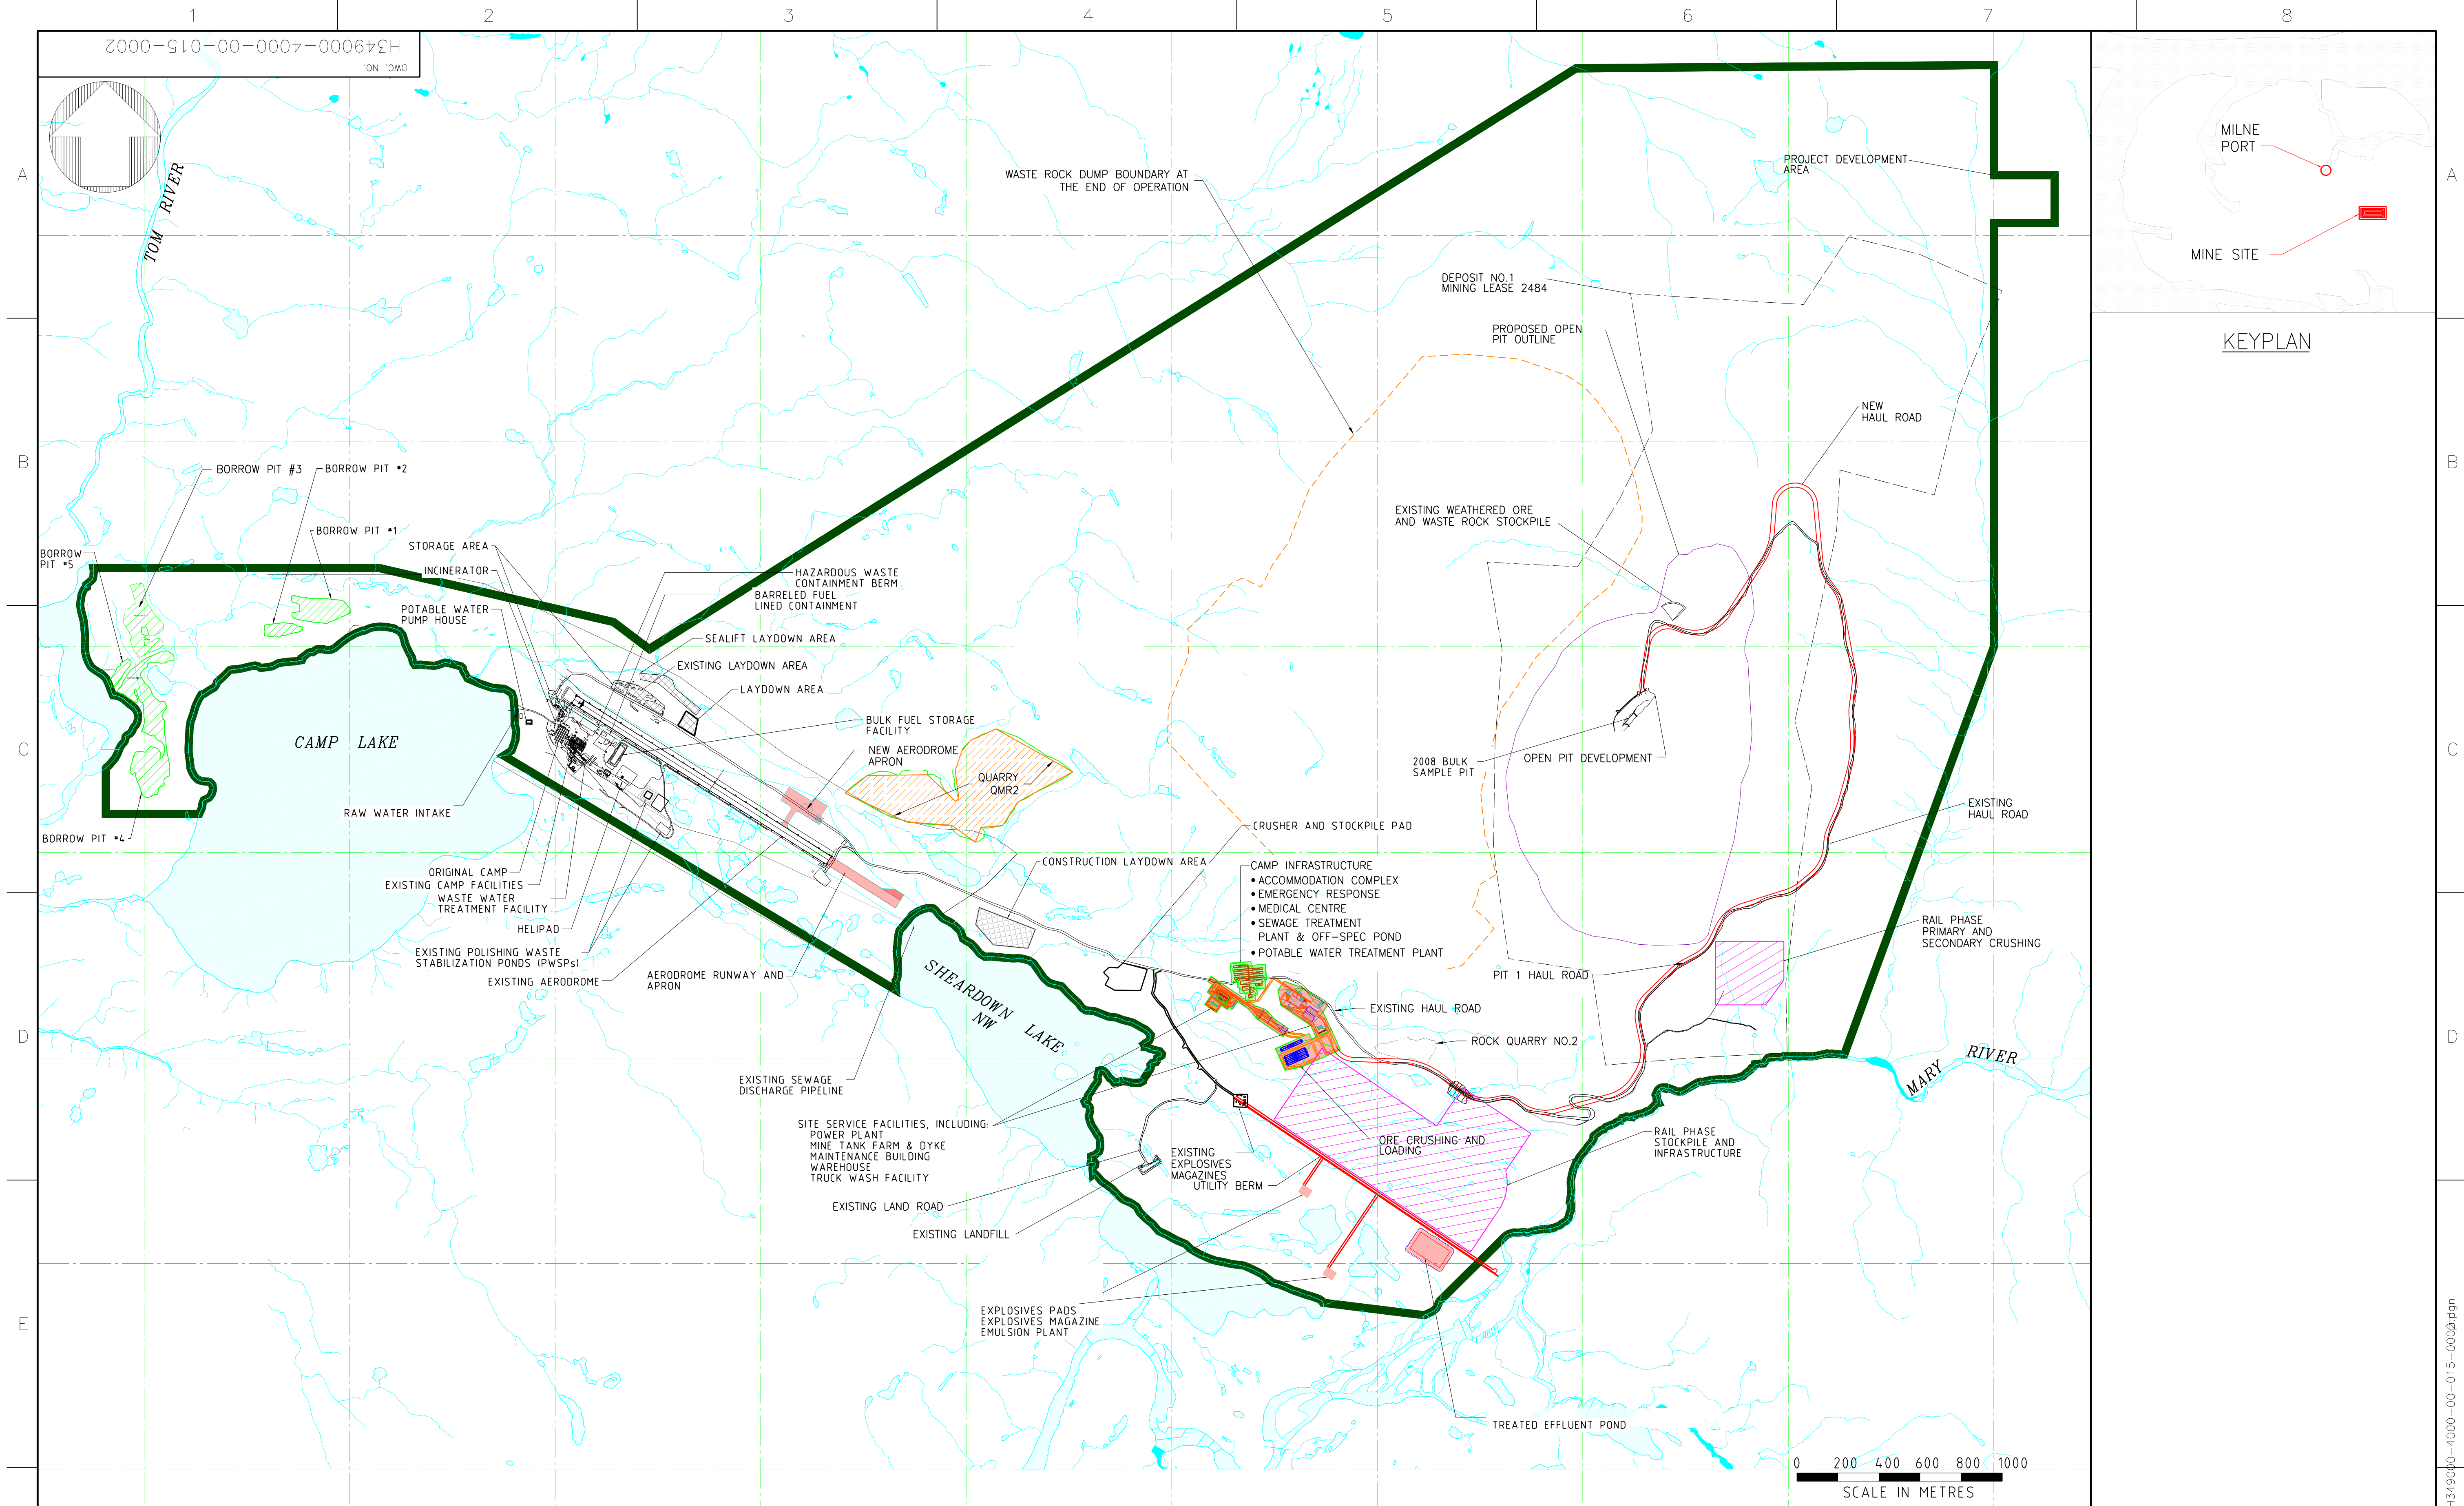 1 2 3 4 5 6 7 8
H349000-4000-00-015-0002
DWG. NO.
A
B
C
D
E
A
B
C
D
TOM RIVER
WASTE ROCK DUMP BOUNDARY AT
THE END OF OPERATION
PROJECT DEVELOPMENT
AREA
MILNE
PORT
MINE SITE
KEYPLAN
DEPOSIT NO.1
MINING LEASE 2484
PROPOSED OPEN
PIT OUTLINE
NEW
HAUL ROAD
BORROW PIT #3
BORROW PIT #2
BORROW PIT #1
BORROW
PIT #5
STORAGE AREA
INCINERATOR
POTABLE WATER
PUMP HOUSE
HAZARDOUS WASTE
CONTAINMENT BERM
BARRELED FUEL
LINED CONTAINMENT
SEALIFT LAYDOWN AREA
EXISTING LAYDOWN AREA
LAYDOWN AREA
EXISTING WEATHERED ORE
AND WASTE ROCK STOCKPILE
BULK FUEL STORAGE
FACILITY
NEW AERODROME
APRON
QUARRY
QMR2
CAMP LAKE
RAW WATER INTAKE
BORROW PIT #4
2008 BULK
SAMPLE PIT
OPEN PIT DEVELOPMENT
EXISTING
HAUL ROAD
CRUSHER AND STOCKPILE PAD
CONSTRUCTION LAYDOWN AREA
CAMP INFRASTRUCTURE
• ACCOMMODATION COMPLEX
• EMERGENCY RESPONSE
• MEDICAL CENTRE
• SEWAGE TREATMENT
PLANT & OFF-SPEC POND
• POTABLE WATER TREATMENT PLANT
ORIGINAL CAMP
EXISTING CAMP FACILITIES
WASTE WATER
TREATMENT FACILITY
HELIPAD
EXISTING POLISHING WASTE
STABILIZATION PONDS (PWSPs)
EXISTING AERODROME
AERODROME RUNWAY AND
APRON
SHEARDOWN LAKE
NW
PIT 1 HAUL ROAD
RAIL PHASE
PRIMARY AND
SECONDARY CRUSHING
EXISTING HAUL ROAD
ROCK QUARRY NO.2
MARY RIVER
EXISTING SEWAGE
DISCHARGE PIPELINE
SITE SERVICE FACILITIES, INCLUDING:
POWER PLANT
MINE TANK FARM & DYKE
MAINTENANCE BUILDING
WAREHOUSE
TRUCK WASH FACILITY
EXISTING
EXPLOSIVES
MAGAZINES
UTILITY BERM
ORE CRUSHING AND
LOADING
RAIL PHASE
STOCKPILE AND
INFRASTRUCTURE
EXISTING LAND ROAD
EXISTING LANDFILL
EXPLOSIVES PADS
EXPLOSIVES MAGAZINE
EMULSION PLANT
TREATED EFFLUENT POND
0 200 400 600 800 1000
SCALE IN METRES